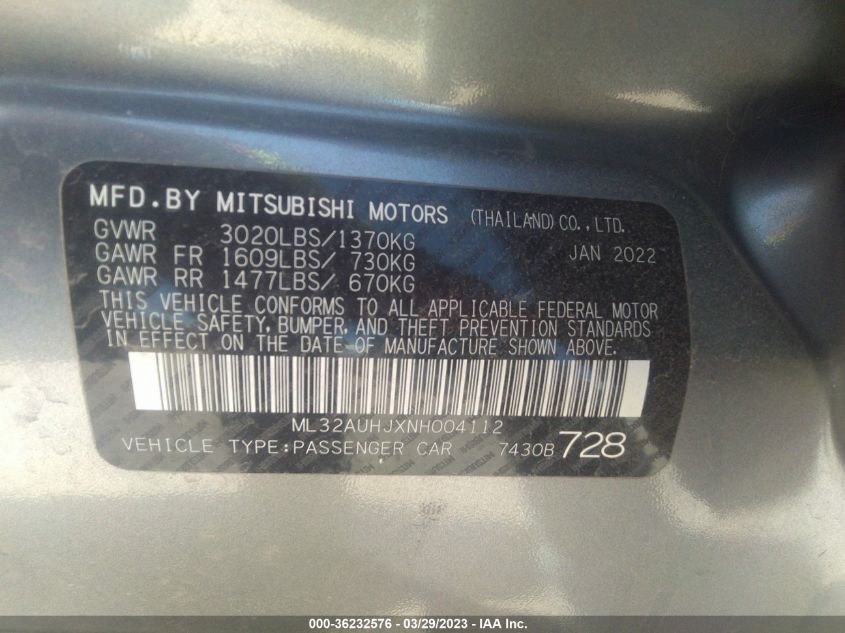 MFD.BY MITSUBISHI MOTORS (THAILAND) CO., LTD.
GVWR 3020LBS/1370KG JAN 2022
GAWR FR 1609LBS/ 730KG
GAWR RR 1477LBS/ 670KG
THIS VEHICLE CONFORMS TO ALL APPLICABLE FEDERAL MOTOR
VEHICLE SAFETY, BUMPER, AND THEFT PREVENTION STANDARDS
IN EFFECT ON THE DATE OF MANUFACTURE SHOWN ABOVE.
ML32AUHJXNH004112
VEHICLE TYPE:PASSENGER CAR 7430B 728
000-36232576 — 03/29/2023 — IAA Inc.